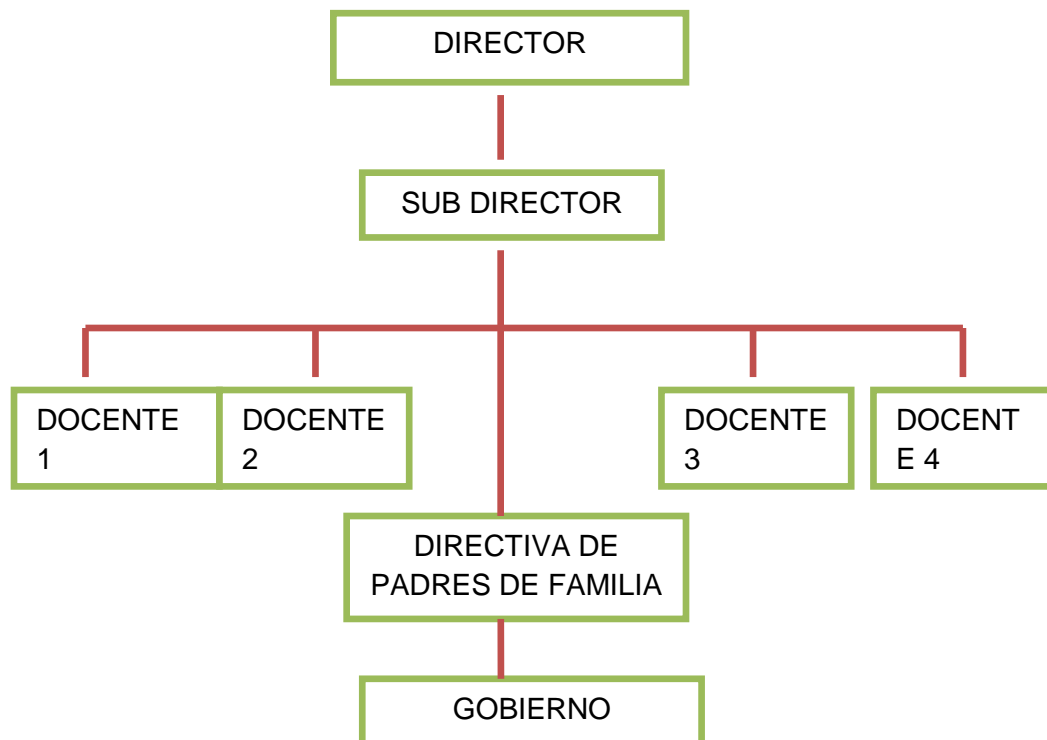 DIRECTOR
SUB DIRECTOR
DOCENTE
1
DOCENTE
2
DOCENTE
3
DOCENT
E 4
DIRECTIVA DE
PADRES DE FAMILIA
GOBIERNO